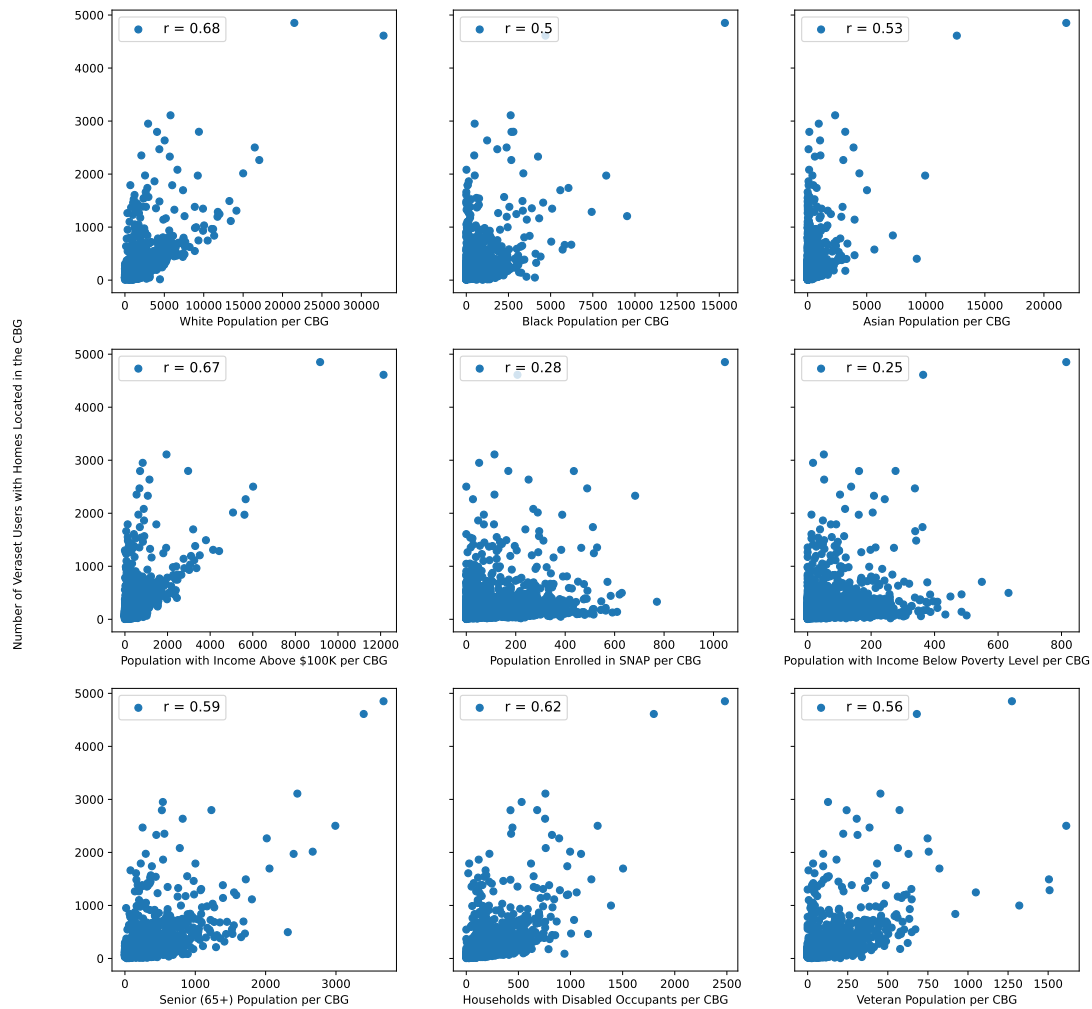 Number of Veraset Users with Homes Located in the CBG
r = 0.68
5000
4000
3000
2000
1000
0
0 5000 10000 15000 20000 25000 30000
White Population per CBG
r = 0.5
0 2500 5000 7500 10000 12500 15000
Black Population per CBG
r = 0.53
0 5000 10000 15000 20000
Asian Population per CBG
r = 0.67
5000
4000
3000
2000
1000
0
0 2000 4000 6000 8000 10000 12000
Population with Income Above $100K per CBG
r = 0.28
0 200 400 600 800 1000
Population Enrolled in SNAP per CBG
r = 0.25
0 200 400 600 800
Population with Income Below Poverty Level per CBG
r = 0.59
5000
4000
3000
2000
1000
0
0 1000 2000 3000
Senior (65+) Population per CBG
r = 0.62
0 500 1000 1500 2000 2500
Households with Disabled Occupants per CBG
r = 0.56
0 250 500 750 1000 1250 1500
Veteran Population per CBG